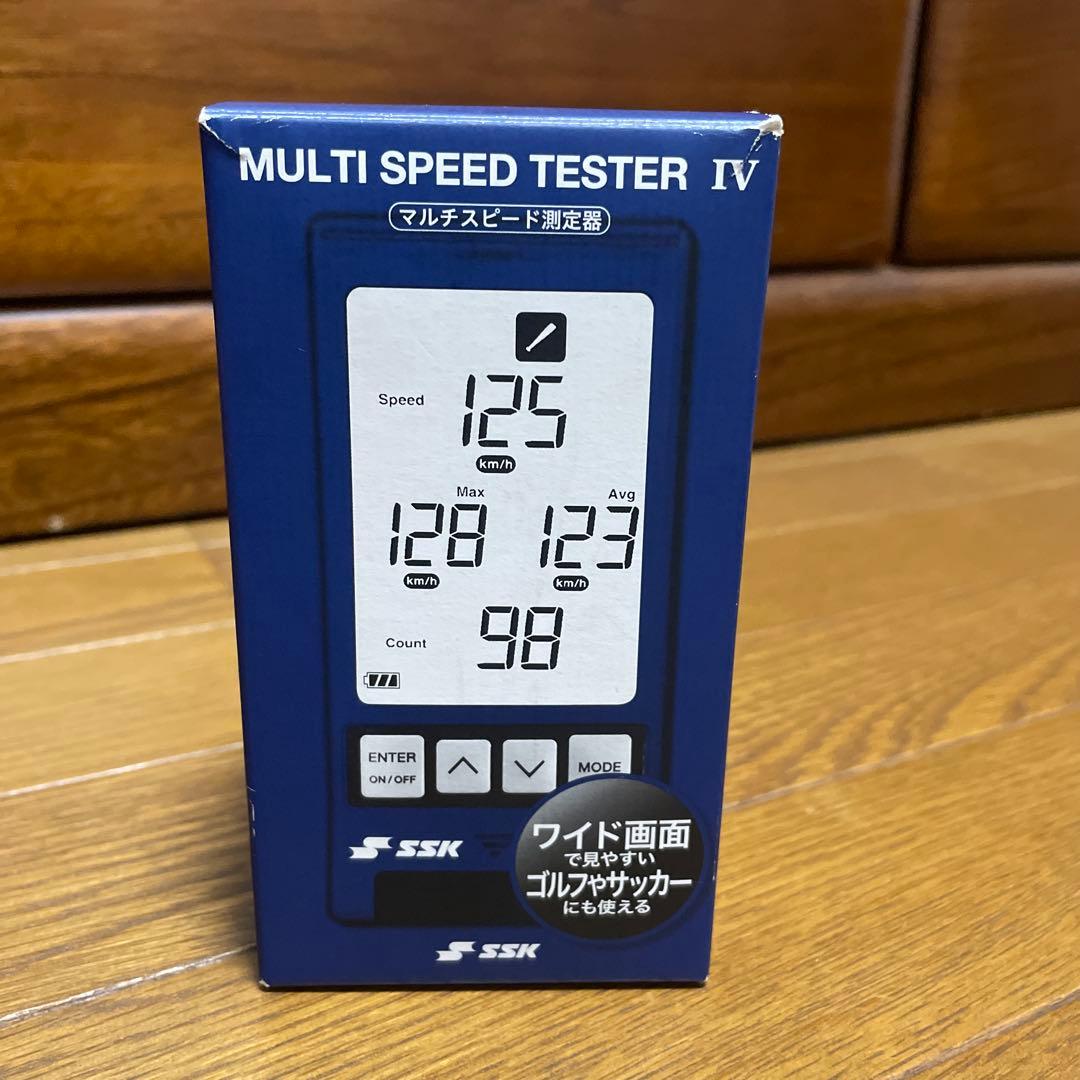 MULTI SPEED TESTER IV
マルチスピード測定器
Speed 125
km/h
Max Avg
128 123
km/h km/h
Count 98
ENTER
ON/OFF
MODE
SSK
ワイド画面
で見やすい
ゴルフやサッカー
にも使える
SSK